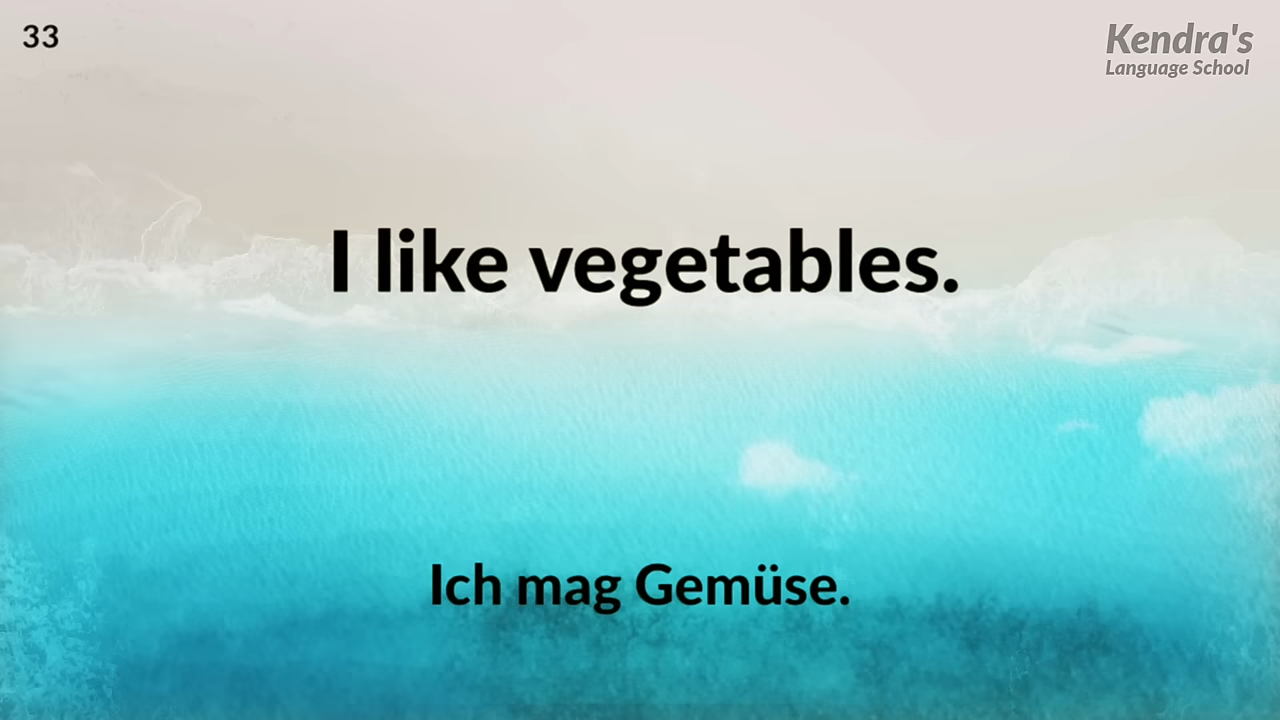 33
Kendra's
Language School
I like vegetables.
Ich mag Gemüse.